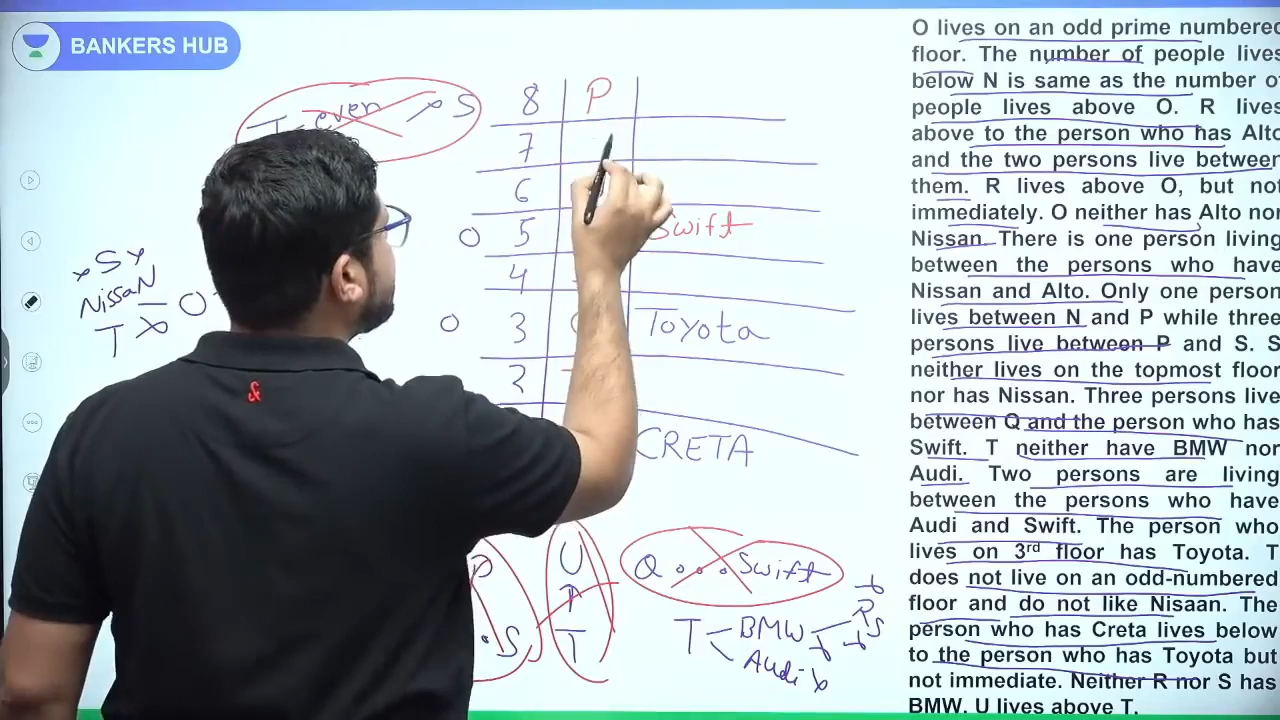 BANKERS HUB
T even S
8 P
7
6
O 5 Swift
4
O 3 Toyota
2
CRETA
S
Nissan
T O
P
S
U
P
T
Q... Swift
T BMW R S
Audi
O lives on an odd prime numbered
floor. The number of people lives
below N is same as the number of
people lives above O. R lives
above to the person who has Alto
and the two persons live between
them. R lives above O, but not
immediately. O neither has Alto nor
Nissan. There is one person living
between the persons who have
Nissan and Alto. Only one person
lives between N and P while three
persons live between P and S. S
neither lives on the topmost floor
nor has Nissan. Three persons live
between Q and the person who has
Swift. T neither have BMW nor
Audi. Two persons are living
between the persons who have
Audi and Swift. The person who
lives on 3rd floor has Toyota. T
does not live on an odd-numbered
floor and do not like Nisaan. The
person who has Creta lives below
to the person who has Toyota but
not immediate. Neither R nor S has
BMW. U lives above T.